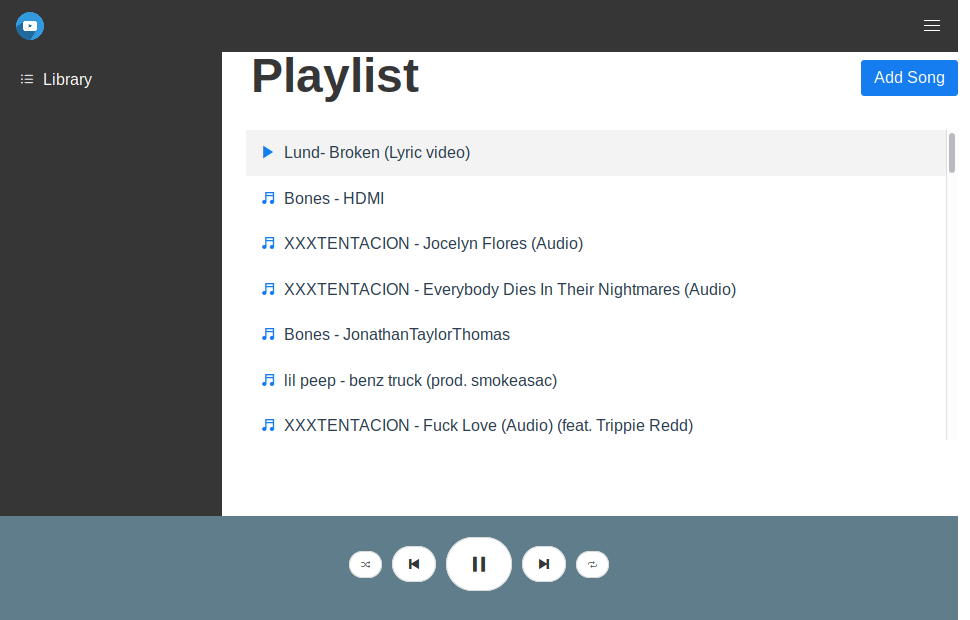 Library
Playlist
Add Song
Lund- Broken (Lyric video)
Bones - HDMI
XXXTENTACION - Jocelyn Flores (Audio)
XXXTENTACION - Everybody Dies In Their Nightmares (Audio)
Bones - JonathanTaylorThomas
lil peep - benz truck (prod. smokeasac)
XXXTENTACION - Fuck Love (Audio) (feat. Trippie Redd)